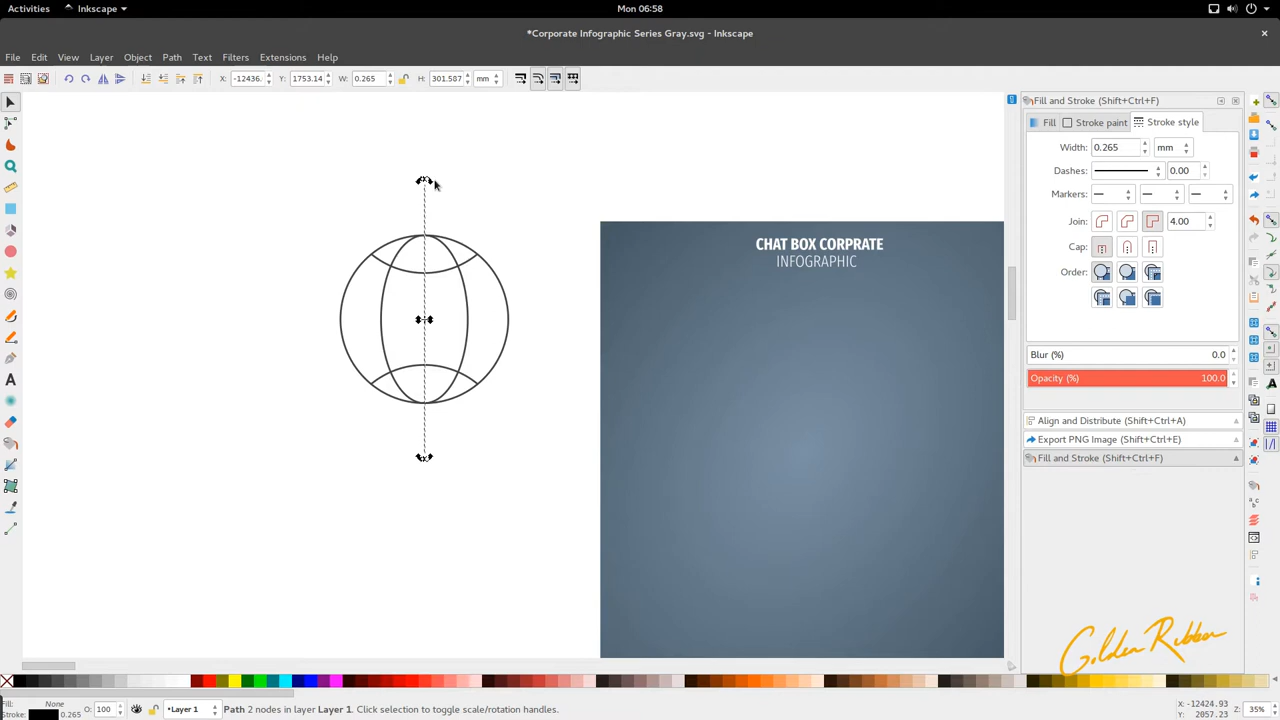 Activities
Inkscape
Mon 06:58
*Corporate Infographic Series Gray.svg - Inkscape
File Edit View Layer Object Path Text Filters Extensions Help
X: -12436. Y: 1753.14 W: 0.265 H: 301.587 mm
Fill and Stroke (Shift+Ctrl+F)
Fill Stroke paint Stroke style
Width: 0.265 mm
Dashes: 0.00
Markers:
Join: 4.00
Cap:
Order:
Blur (%) 0.0
Opacity (%) 100.0
Align and Distribute (Shift+Ctrl+A)
Export PNG Image (Shift+Ctrl+E)
Fill and Stroke (Shift+Ctrl+F)
CHAT BOX CORPRATE
INFOGRAPHIC
Golden Ribbon
Fill: None
Stroke: 0.265
O: 100
•Layer 1
Path 2 nodes in layer Layer 1. Click selection to toggle scale/rotation handles.
X: -12424.93
Y: 2057.23
Z: 35%